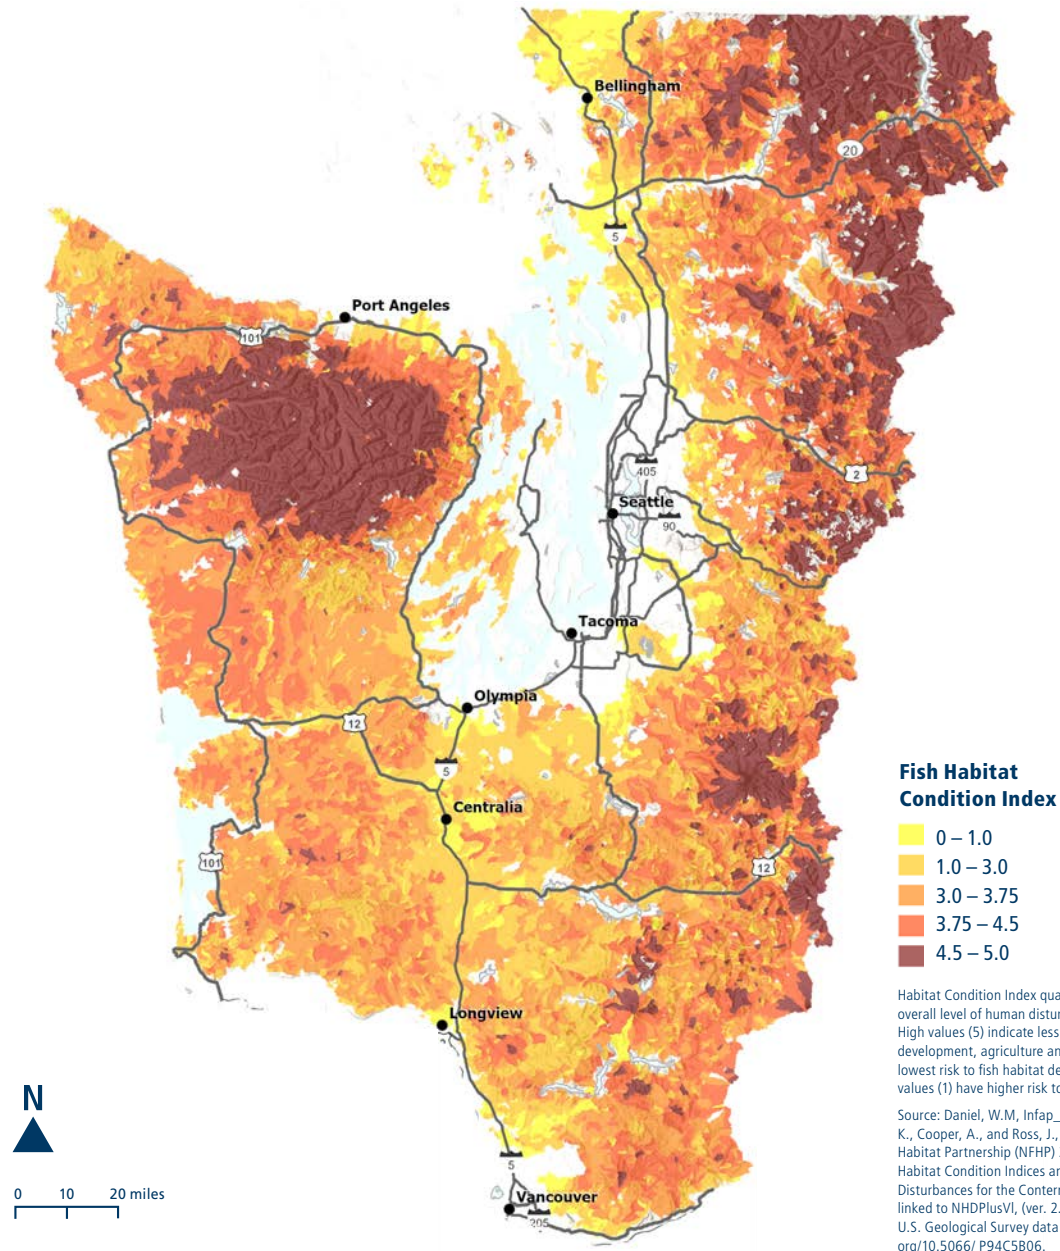 Bellingham
20
5
Port Angeles
101
2
405
Seattle
90
Tacoma
Olympia
12
5
Centralia
101
12
Longview
5
Vancouver
205
N
0 10 20 miles
Fish Habitat
Condition Index
0 – 1.0
1.0 – 3.0
3.0 – 3.75
3.75 – 4.5
4.5 – 5.0
Habitat Condition Index qua
overall level of human distur
High values (5) indicate less
development, agriculture an
lowest risk to fish habitat de
values (1) have higher risk to
Source: Daniel, W.M, Infap_
K., Cooper, A., and Ross, J.,
Habitat Partnership (NFHP)
Habitat Condition Indices an
Disturbances for the Conter
linked to NHDPlusVl, (ver. 2.
U.S. Geological Survey data
org/10.5066/ P94C5B06.